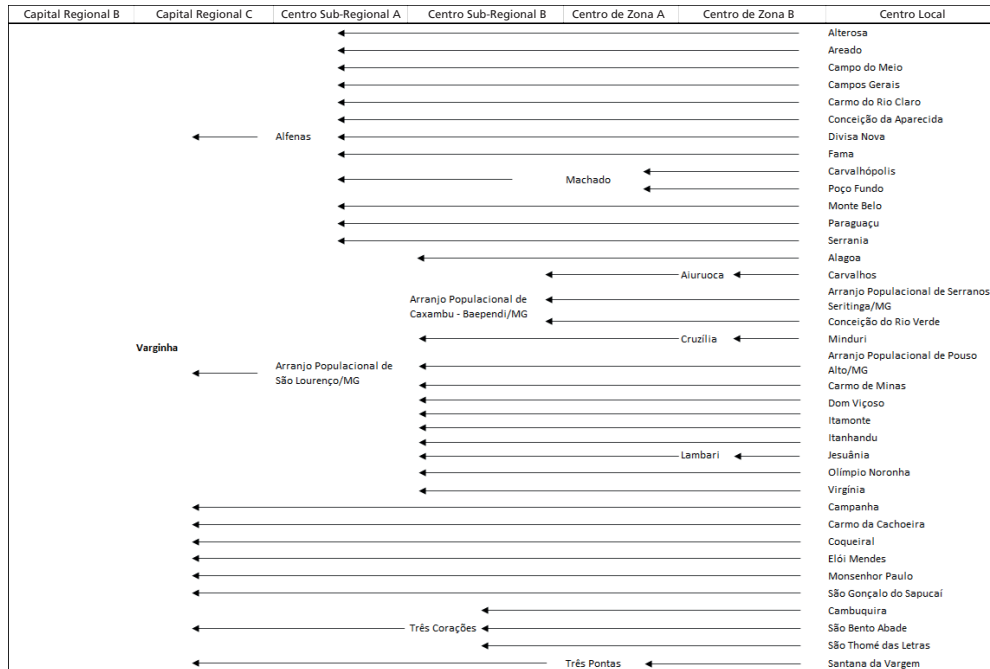 Capital Regional B Capital Regional C Centro Sub-Regional A Centro Sub-Regional B Centro de Zona A Centro de Zona B Centro Local
Alterosa
Areado
Campo do Meio
Campos Gerais
Carmo do Rio Claro
Conceição da Aparecida
Alfenas Divisa Nova
Fama
Carvalhópolis
Machado
Poço Fundo
Monte Belo
Paraguaçu
Serrania
Alagoa
Aiuruoca Carvalhos
Arranjo Populacional de Serranos
Arranjo Populacional de
Seritinga/MG
Caxambu - Baependi/MG
Conceição do Rio Verde
Cruzília Minduri
Varginha
Arranjo Populacional de Pouso
Arranjo Populacional de
Alto/MG
São Lourenço/MG
Carmo de Minas
Dom Viçoso
Itamonte
Itanhandu
Lambari Jesuânia
Olímpio Noronha
Virgínia
Campanha
Carmo da Cachoeira
Coqueiral
Elói Mendes
Monsenhor Paulo
São Gonçalo do Sapucaí
Cambuquira
Três Corações São Bento Abade
São Thomé das Letras
Três Pontas Santana da Vargem